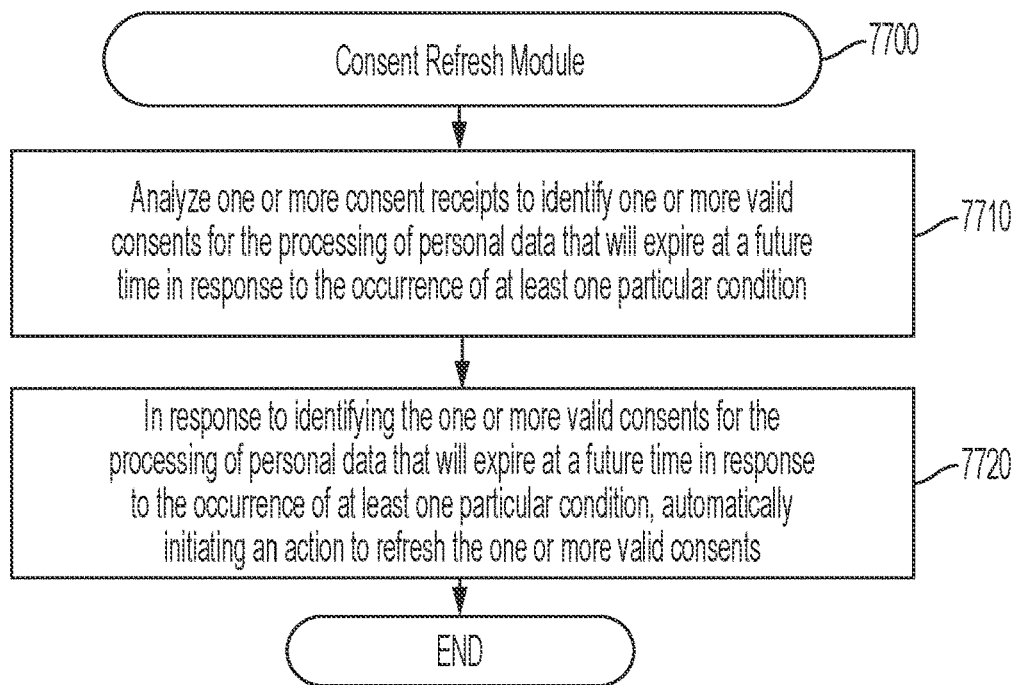 Consent Refresh Module
7700
Analyze one or more consent receipts to identify one or more valid
consents for the processing of personal data that will expire at a future
time in response to the occurrence of at least one particular condition
7710
In response to identifying the one or more valid consents for the
processing of personal data that will expire at a future time in response
to the occurrence of at least one particular condition, automatically
initiating an action to refresh the one or more valid consents
7720
END